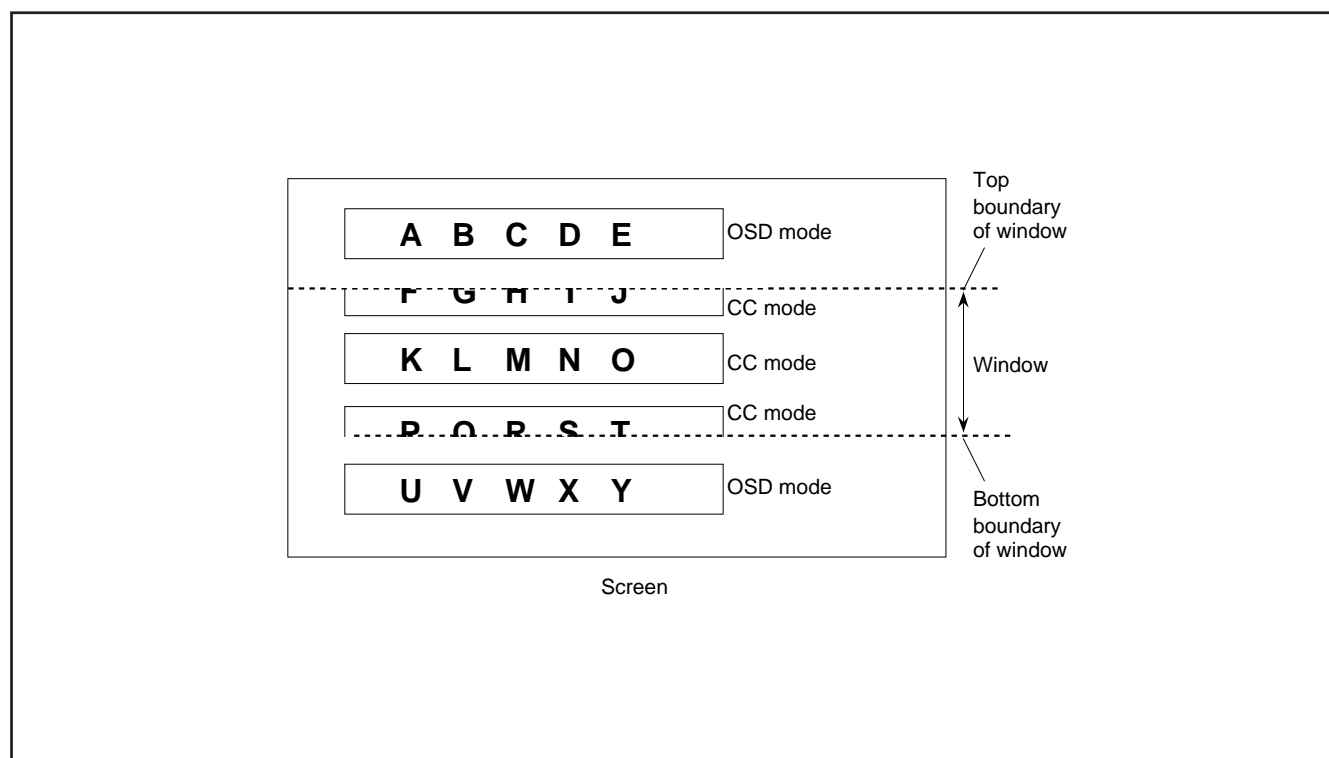 Top
boundary
of window
A B C D E
OSD mode
F G H I J
CC mode
K L M N O
CC mode
Window
P Q R S T
CC mode
U V W X Y
OSD mode
Bottom
boundary
of window
Screen